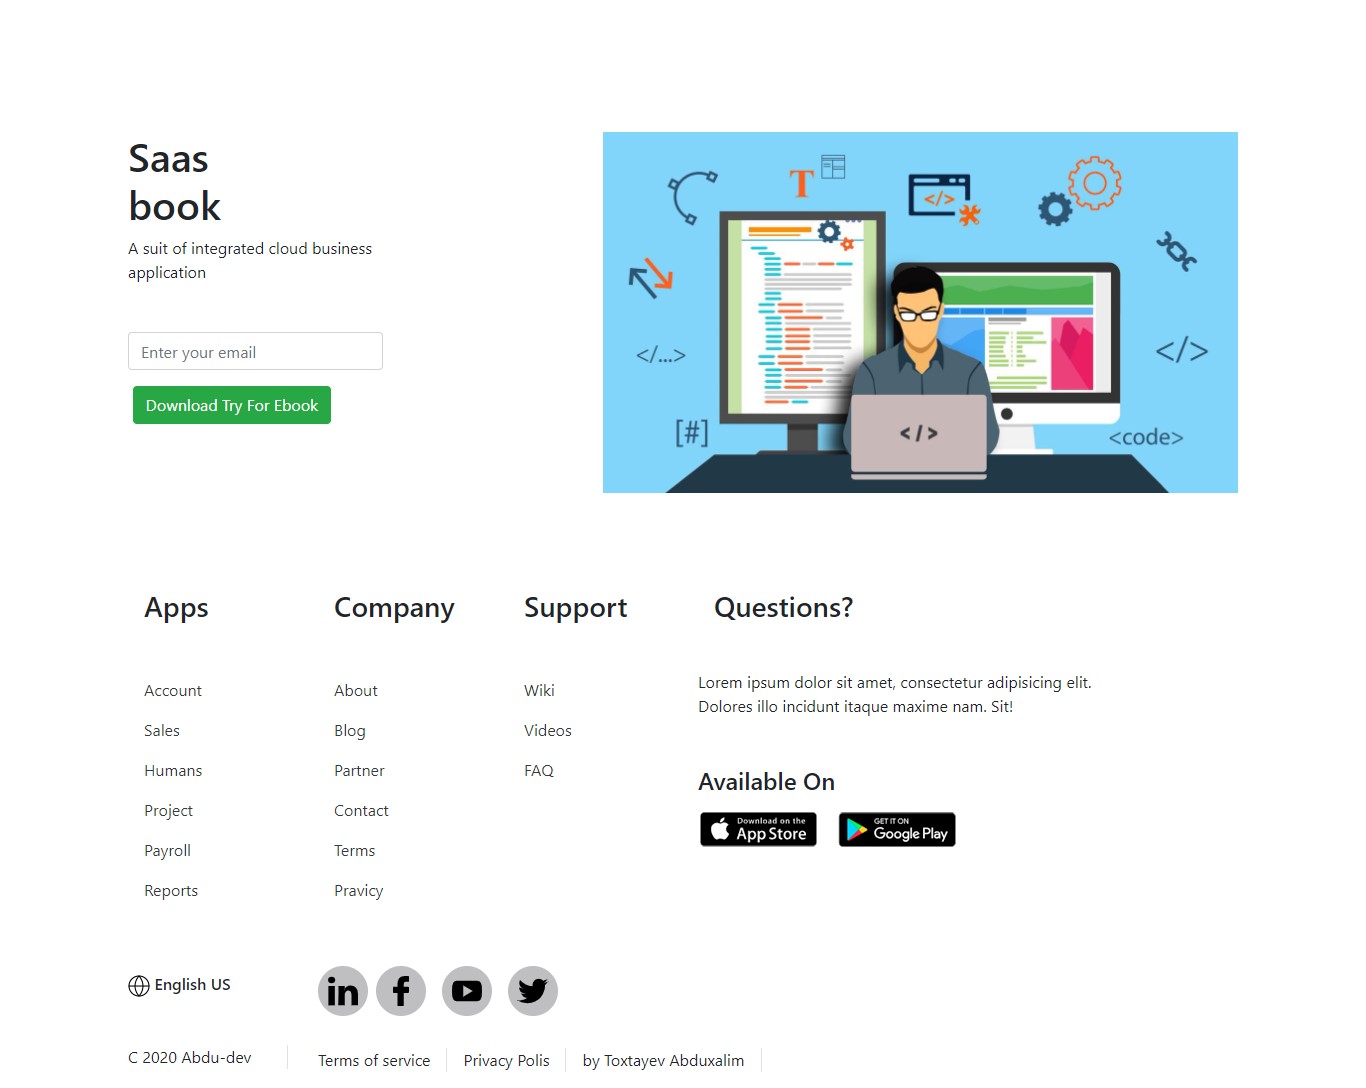 Saas
book
A suit of integrated cloud business
application
Enter your email
Download Try For Ebook
T
</>
</...>
</>
[#]
</>
<code>
Apps
Company
Support
Questions?
Account
About
Wiki
Lorem ipsum dolor sit amet, consectetur adipisicing elit.
Dolores illo incidunt itaque maxime nam. Sit!
Sales
Blog
Videos
Humans
Partner
FAQ
Available On
Project
Contact
Download on the
App Store
GET IT ON
Google Play
Payroll
Terms
Reports
Pravicy
English US
in
f
C 2020 Abdu-dev
Terms of service
Privacy Polis
by Toxtayev Abduxalim